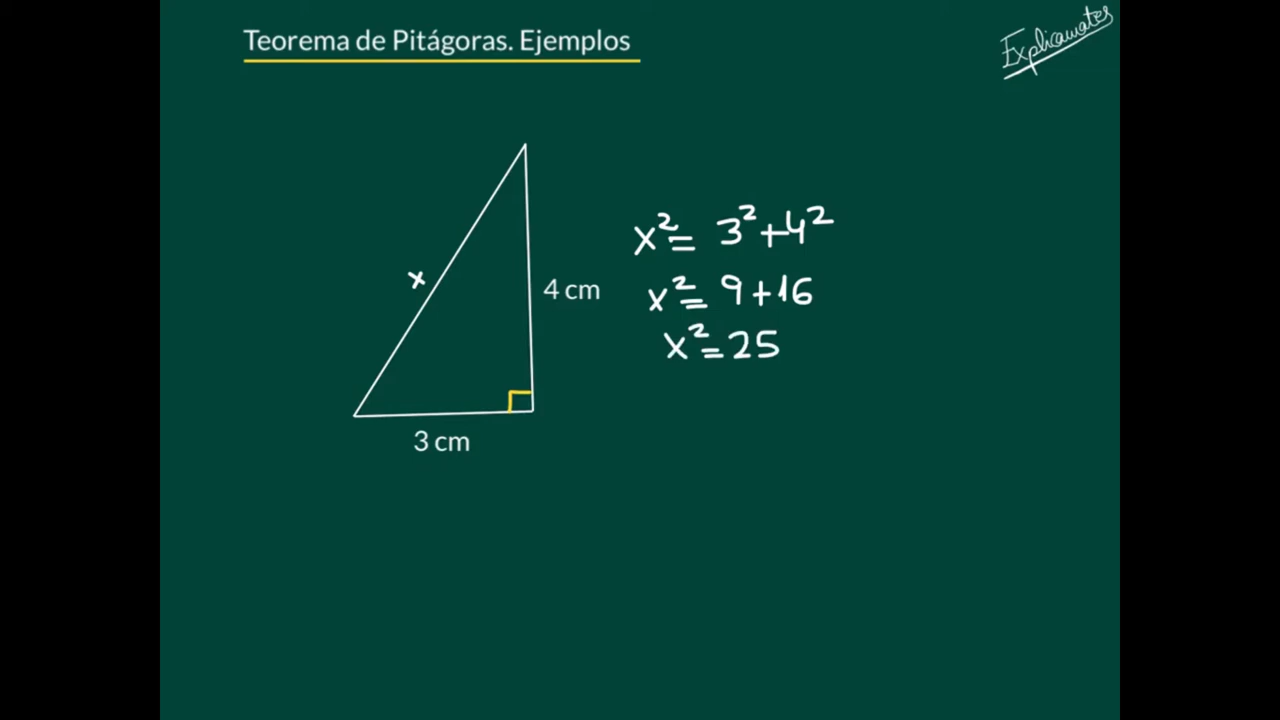 Teorema de Pitágoras. Ejemplos
Explicamates
x
4 cm
3 cm
x² = 3² + 4²
x² = 9 + 16
x² = 25